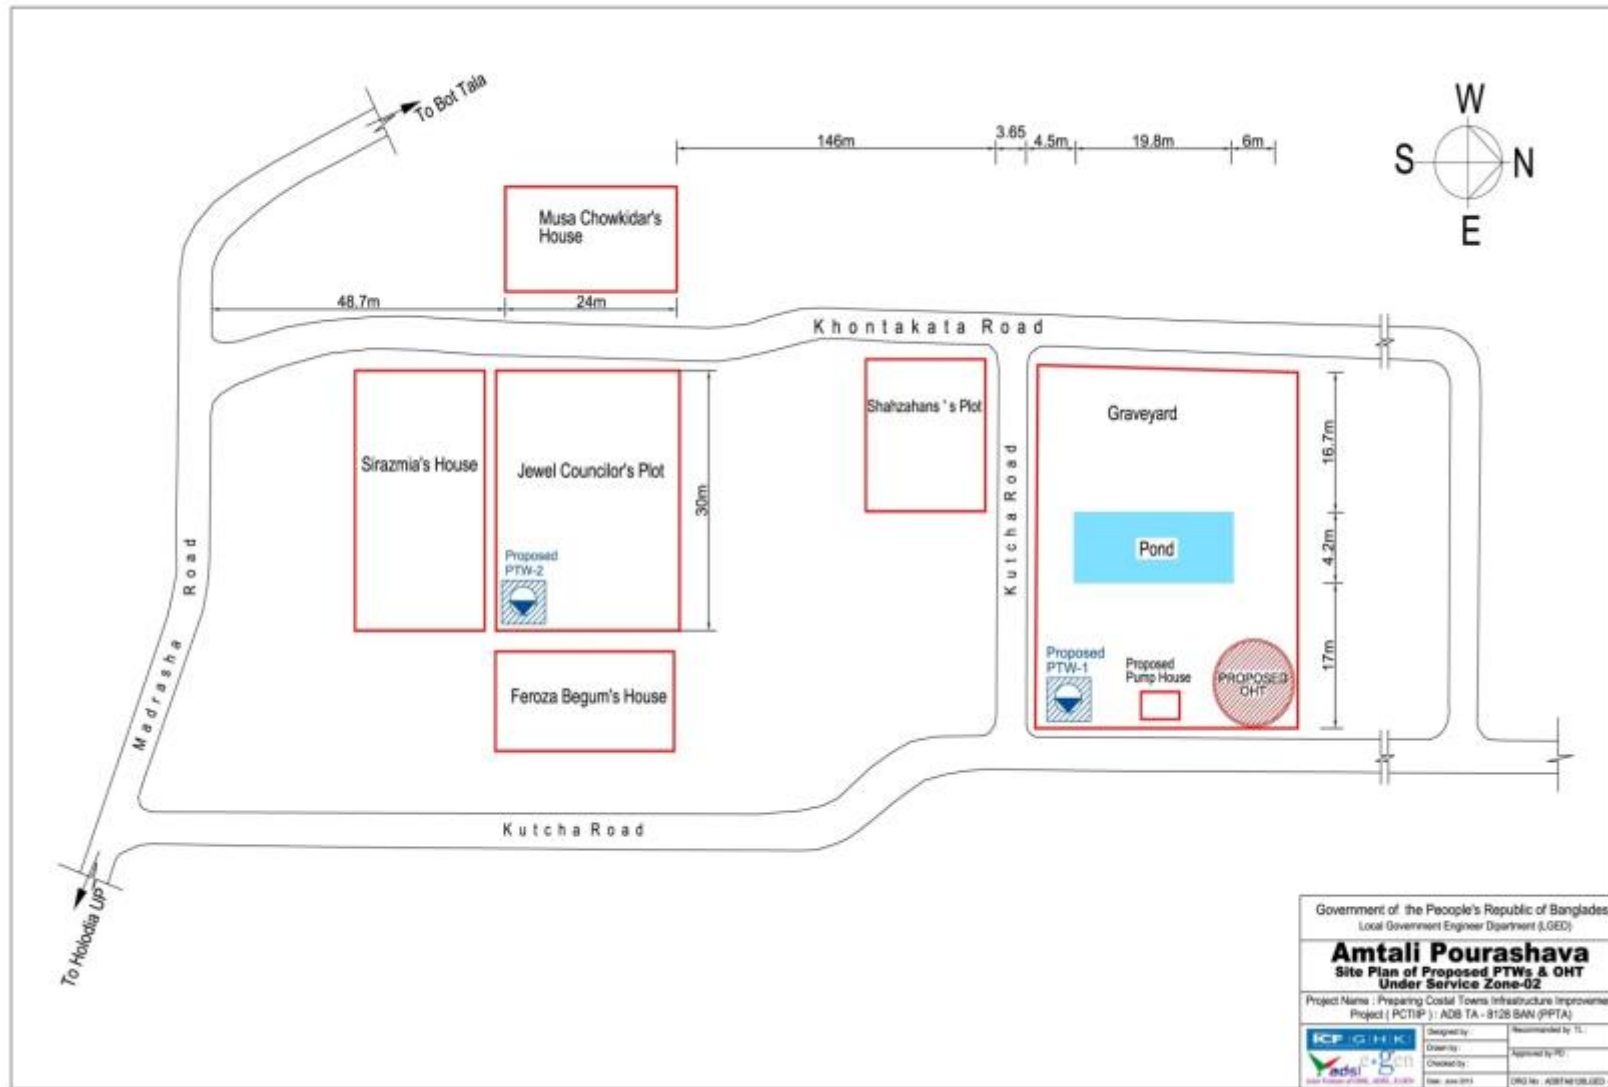 To Bot Tala
146m
3.65
4.5m
19.8m
6m
W
S
N
E
Musa Chowkidar's
House
48.7m
24m
Khontakata Road
Sirazmia's House
Jewel Councilor's Plot
30m
Proposed
PTW-2
Feroza Begum's House
Shahzahans ' s Plot
Kutcha Road
Graveyard
Pond
16.7m
4.2m
17m
Proposed
PTW-1
Proposed
Pump House
PROPOSED
OHT
Madrasha Road
Kutcha Road
To Holodia UP
Government of the Peoople's Republic of Banglades
Local Government Engineer Dipartment (LGED)
Amtali Pourashava
Site Plan of Proposed PTWs & OHT
Under Service Zone-02
Project Name : Preparing Costal Towns Infrastructure Improveme
Project ( PCTIIP ) : ADB TA - 8128 BAN (PPTA)
ICF GHK
adsl e.gen
Designed by :
Recommended by TL :
Drawn by :
Approved by PD :
Checked by :